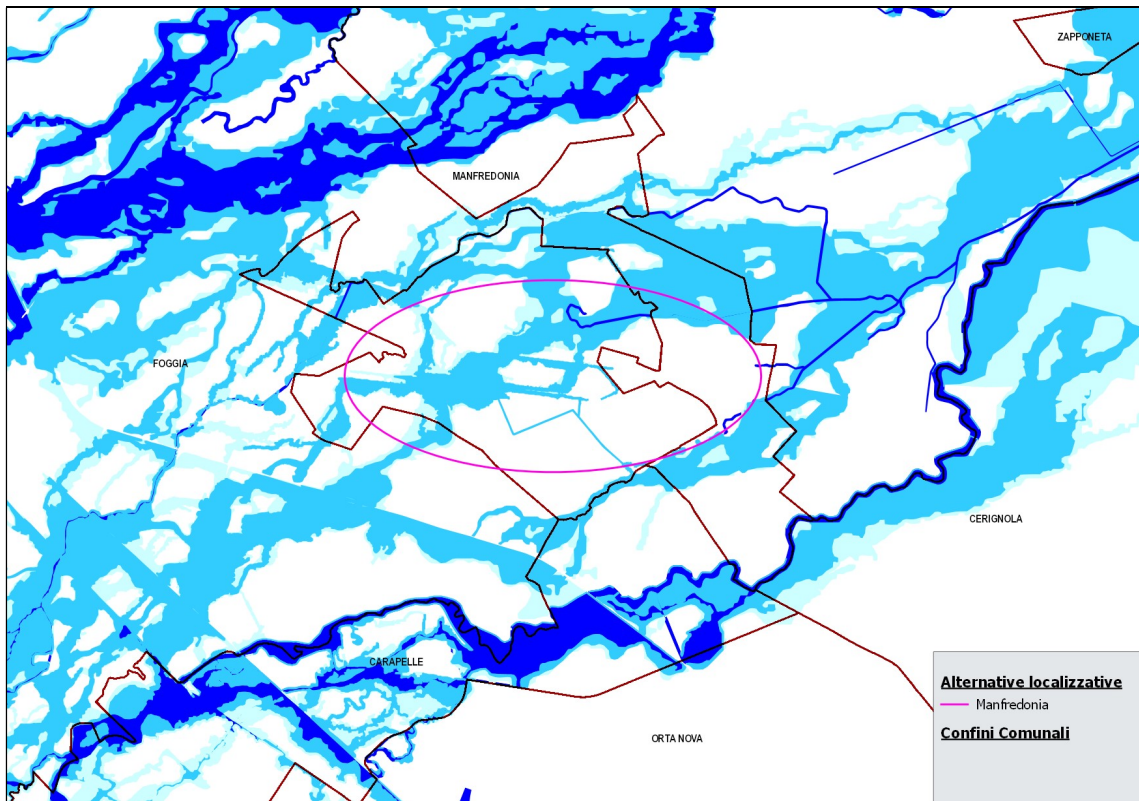 ZAPPONETA
MANFREDONIA
FOGGIA
CERIGNOLA
CARAPELLE
ORTA NOVA
Alternative localizzative
Manfredonia
Confini Comunali